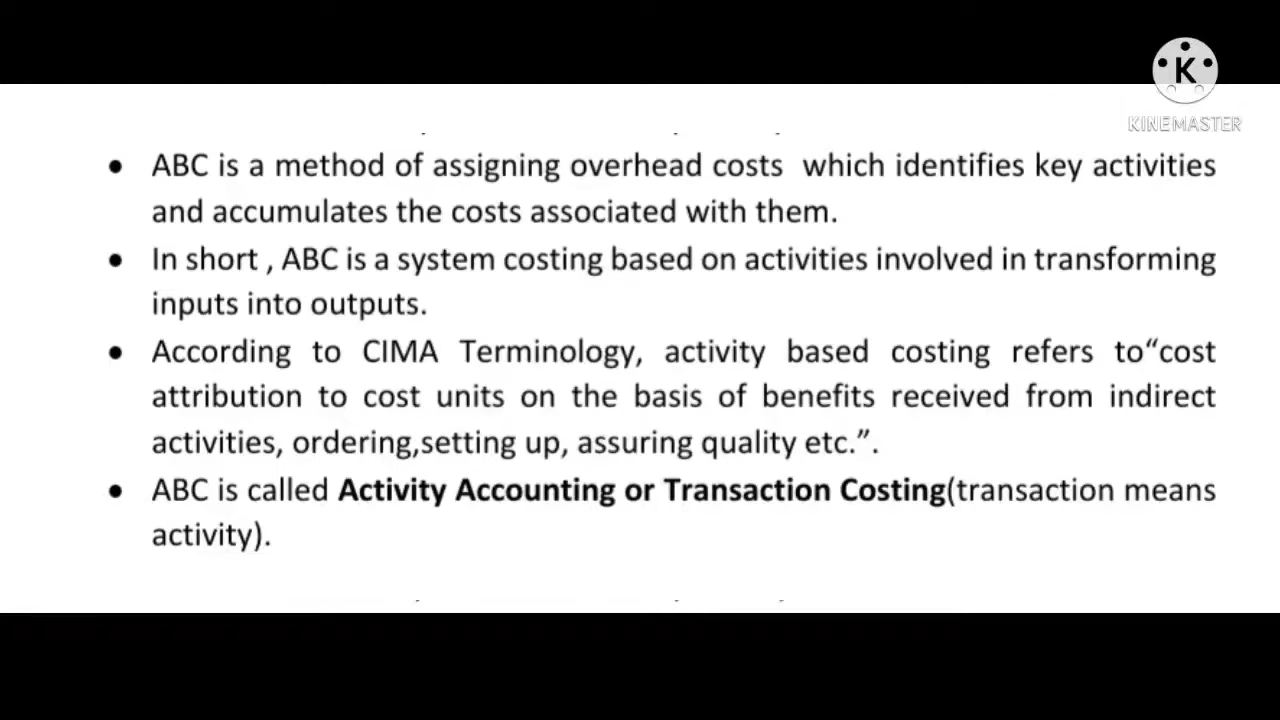 K
KINEMASTER
• ABC is a method of assigning overhead costs  which identifies key activities
and accumulates the costs associated with them.
• In short , ABC is a system costing based on activities involved in transforming
inputs into outputs.
• According to CIMA Terminology, activity based costing refers to“cost
attribution to cost units on the basis of benefits received from indirect
activities, ordering,setting up, assuring quality etc.”.
• ABC is called Activity Accounting or Transaction Costing(transaction means
activity).